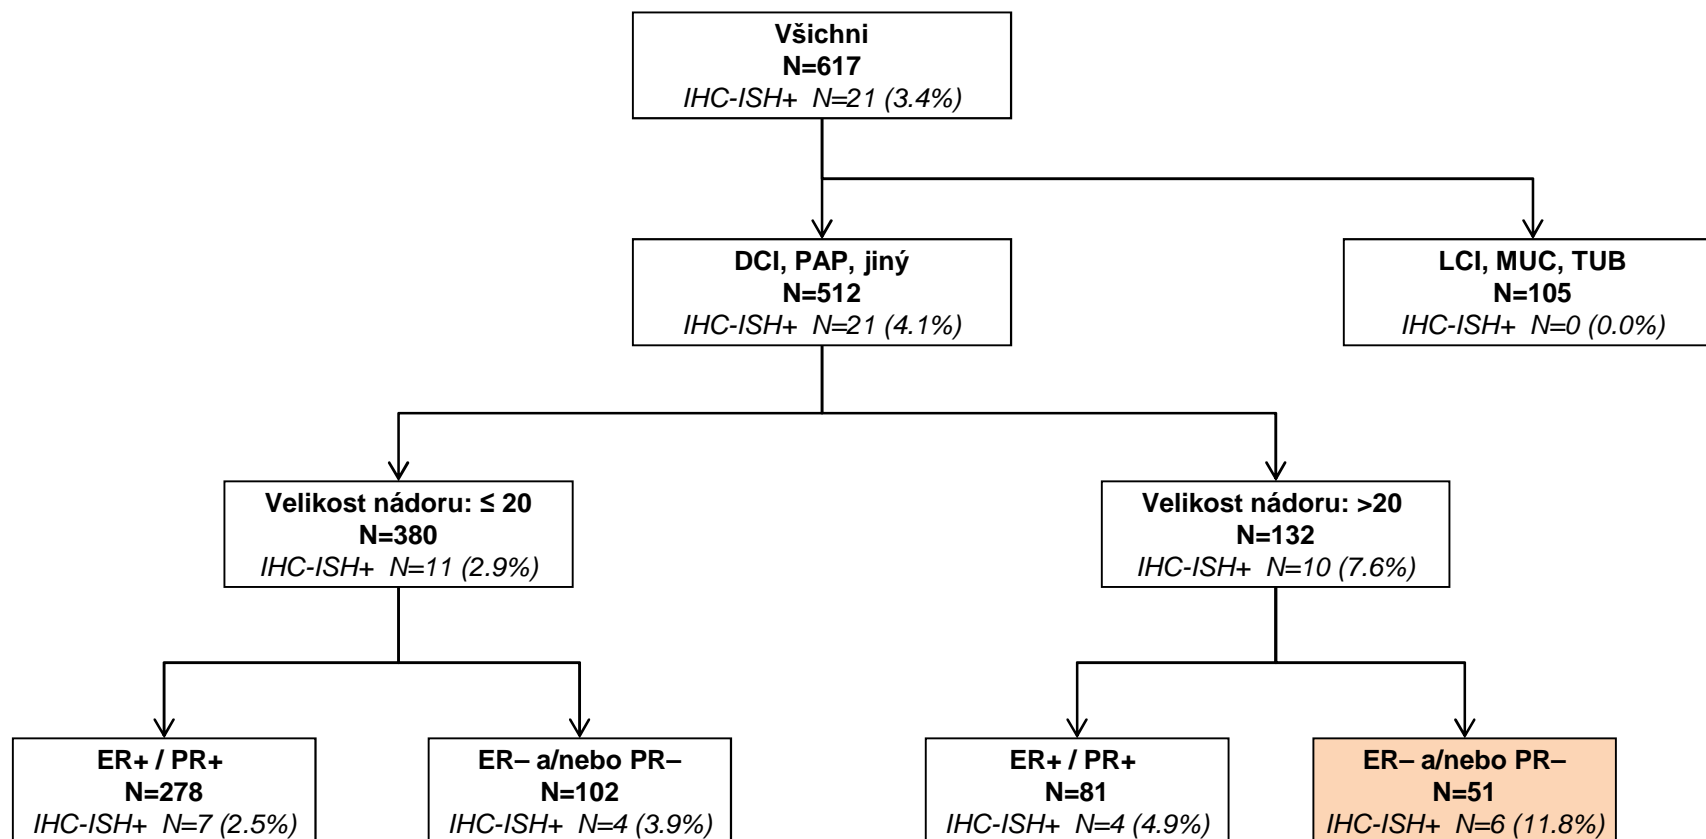 Všichni
N=617
IHC-ISH+ N=21 (3.4%)
DCI, PAP, jiný
N=512
IHC-ISH+ N=21 (4.1%)
LCI, MUC, TUB
N=105
IHC-ISH+ N=0 (0.0%)
Velikost nádoru: ≤ 20
N=380
IHC-ISH+ N=11 (2.9%)
Velikost nádoru: >20
N=132
IHC-ISH+ N=10 (7.6%)
ER+ / PR+
N=278
IHC-ISH+ N=7 (2.5%)
ER– a/nebo PR–
N=102
IHC-ISH+ N=4 (3.9%)
ER+ / PR+
N=81
IHC-ISH+ N=4 (4.9%)
ER– a/nebo PR–
N=51
IHC-ISH+ N=6 (11.8%)